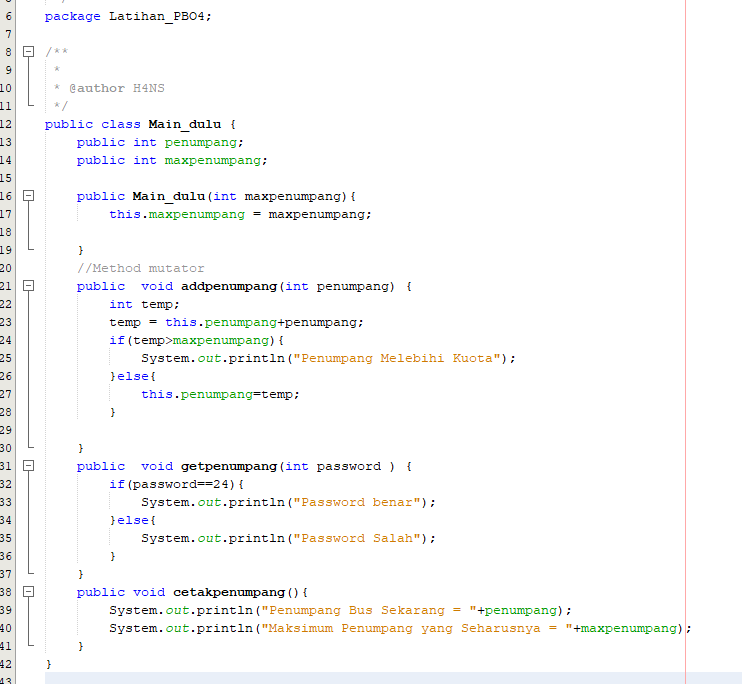 6 package Latihan_PBO4;
7
8 /**
9 *
10 * @author H4NS
11 */
12 public class Main_dulu {
13 public int penumpang;
14 public int maxpenumpang;
15
16 public Main_dulu(int maxpenumpang){
17 this.maxpenumpang = maxpenumpang;
18
19 }
20 //Method mutator
21 public  void addpenumpang(int penumpang) {
22 int temp;
23 temp = this.penumpang+penumpang;
24 if(temp>maxpenumpang){
25 System.out.println("Penumpang Melebihi Kuota");
26 }else{
27 this.penumpang=temp;
28 }
29
30 }
31 public  void getpenumpang(int password ) {
32 if(password==24){
33 System.out.println("Password benar");
34 }else{
35 System.out.println("Password Salah");
36 }
37 }
38 public void cetakpenumpang(){
39 System.out.println("Penumpang Bus Sekarang = "+penumpang);
40 System.out.println("Maksimum Penumpang yang Seharusnya = "+maxpenumpang);
41 }
42 }
43